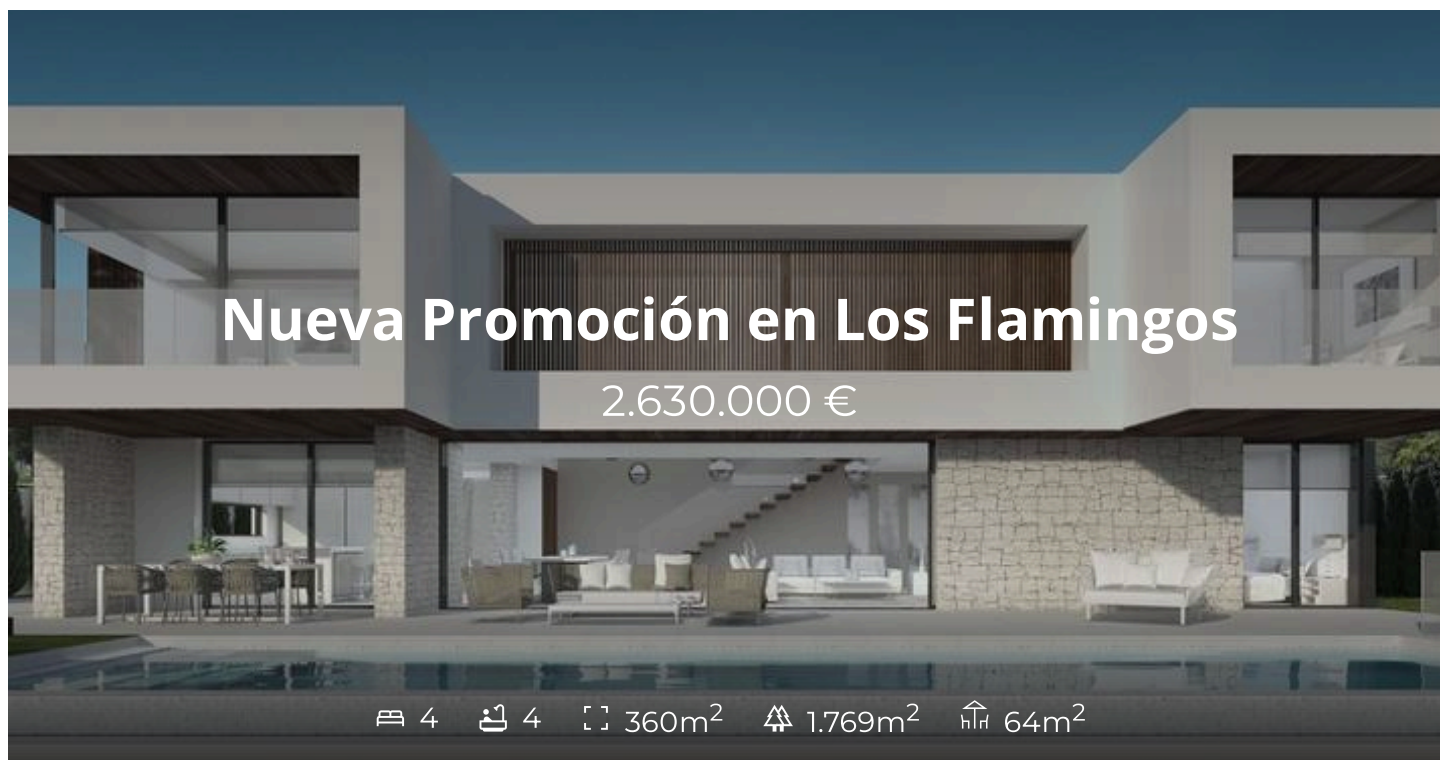 Nueva Promoción en Los Flamingos
2.630.000 €
4 4 360m² 1.769m² 64m²